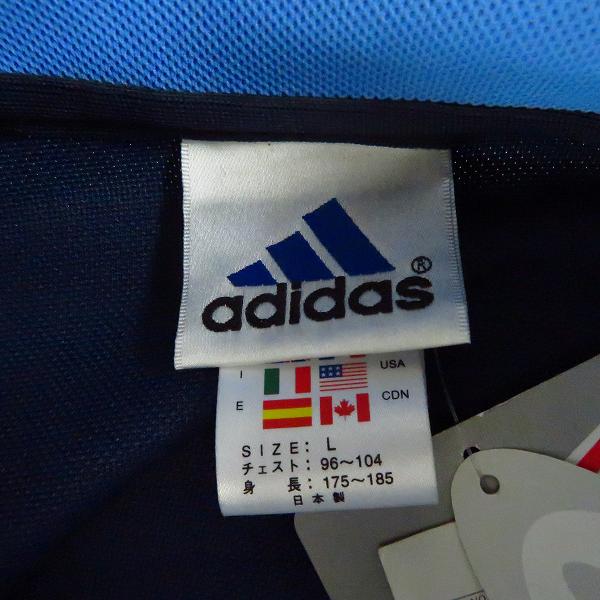 adidas®
I USA
E CDN
SIZE: L
チェスト: 96～104
身 長: 175～185
日本製